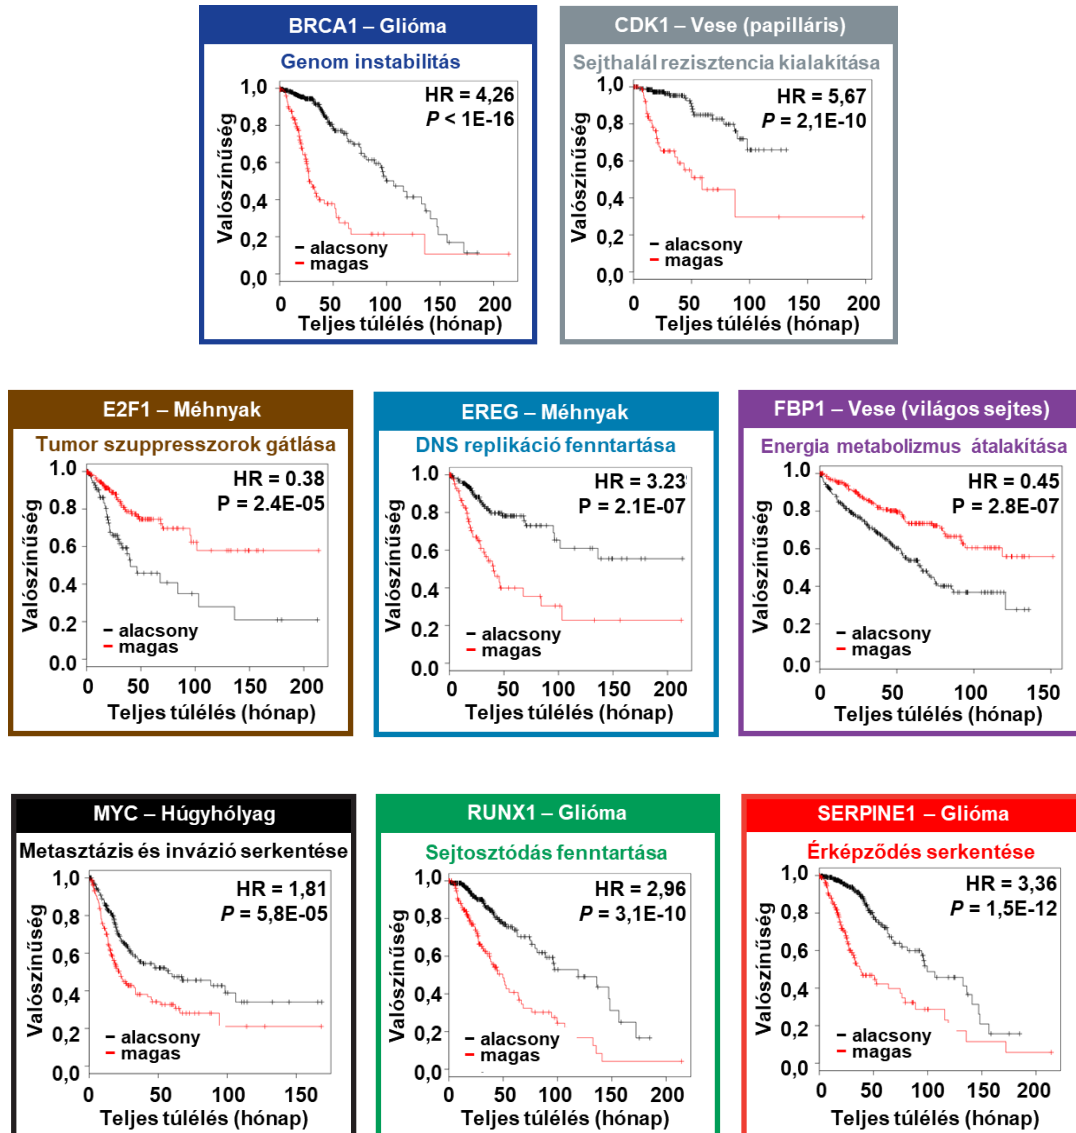 BRCA1 – Glióma
Genom instabilitás
HR = 4,26
P < 1E-16
Valószínűség
1,0
0,8
0,6
0,4
0,2
0,0
alacsony
magas
0 50 100 150 200
Teljes túlélés (hónap)
CDK1 – Vese (papilláris)
Sejthalál rezisztencia kialakítása
HR = 5,67
P = 2,1E-10
Valószínűség
1,0
0,8
0,6
0,4
0,2
0,0
alacsony
magas
0 50 100 150 200
Teljes túlélés (hónap)
E2F1 – Méhnyak
Tumor szuppresszorok gátlása
HR = 0.38
P = 2.4E-05
Valószínűség
1.0
0.8
0.6
0.4
0.2
0.0
alacsony
magas
0 50 100 150 200
Teljes túlélés (hónap)
EREG – Méhnyak
DNS replikáció fenntartása
HR = 3.23
P = 2.1E-07
Valószínűség
1.0
0.8
0.6
0.4
0.2
0.0
alacsony
magas
0 50 100 150 200
Teljes túlélés (hónap)
FBP1 – Vese (világos sejtes)
Energia metabolizmus átalakítása
HR = 0.45
P = 2.8E-07
Valószínűség
1.0
0.8
0.6
0.4
0.2
0.0
alacsony
magas
0 50 100 150
Teljes túlélés (hónap)
MYC – Húgyhólyag
Metasztázis és invázió serkentése
HR = 1,81
P = 5,8E-05
Valószínűség
1,0
0,8
0,6
0,4
0,2
0,0
alacsony
magas
0 50 100 150
Teljes túlélés (hónap)
RUNX1 – Glióma
Sejtosztódás fenntartása
HR = 2,96
P = 3,1E-10
Valószínűség
1,0
0,8
0,6
0,4
0,2
0,0
alacsony
magas
0 50 100 150 200
Teljes túlélés (hónap)
SERPINE1 – Glióma
Érképződés serkentése
HR = 3,36
P = 1,5E-12
Valószínűség
1,0
0,8
0,6
0,4
0,2
0,0
alacsony
magas
0 50 100 150 200
Teljes túlélés (hónap)